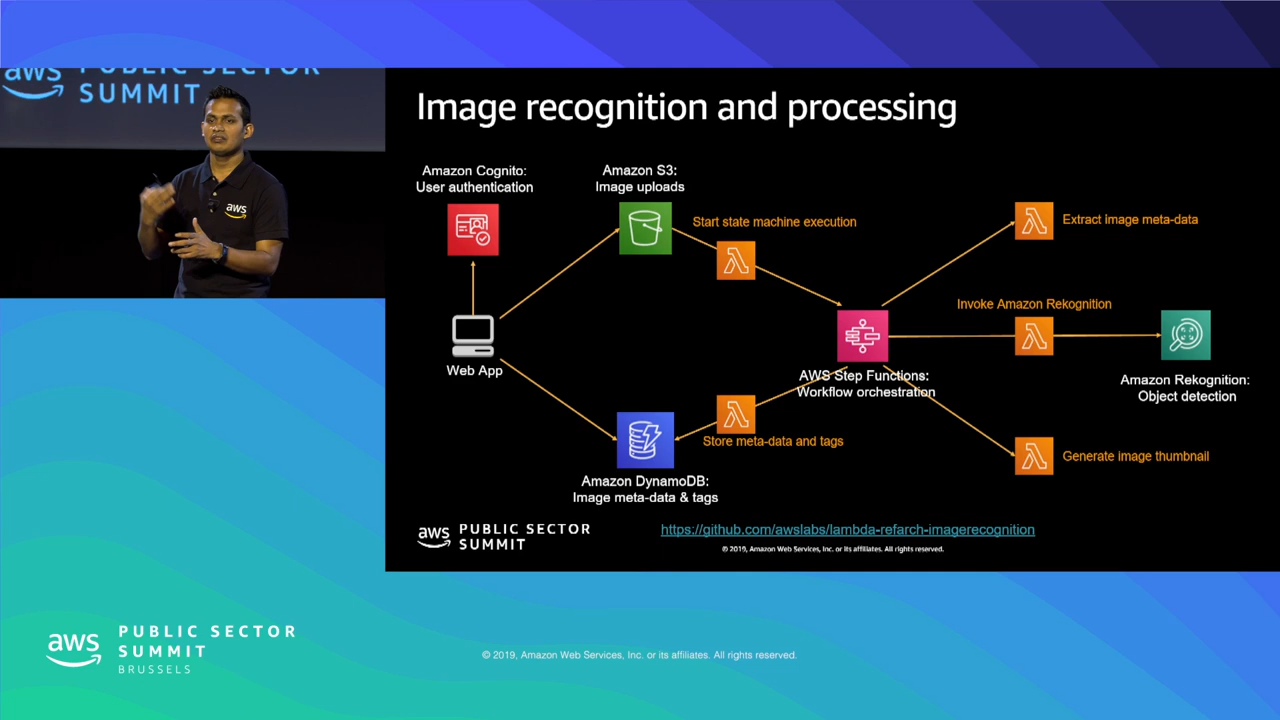 aws PUBLIC SECTOR
SUMMIT
aws
Image recognition and processing
Amazon Cognito:
User authentication
Amazon S3:
Image uploads
Start state machine execution
Extract image meta-data
Invoke Amazon Rekognition
Web App
AWS Step Functions:
Workflow orchestration
Amazon Rekognition:
Object detection
Store meta-data and tags
Generate image thumbnail
Amazon DynamoDB:
Image meta-data & tags
aws PUBLIC SECTOR
SUMMIT
https://github.com/awslabs/lambda-refarch-imagerecognition
© 2019, Amazon Web Services, Inc. or its affiliates. All rights reserved.
aws PUBLIC SECTOR
SUMMIT
BRUSSELS
© 2019, Amazon Web Services, Inc. or its affiliates. All rights reserved.